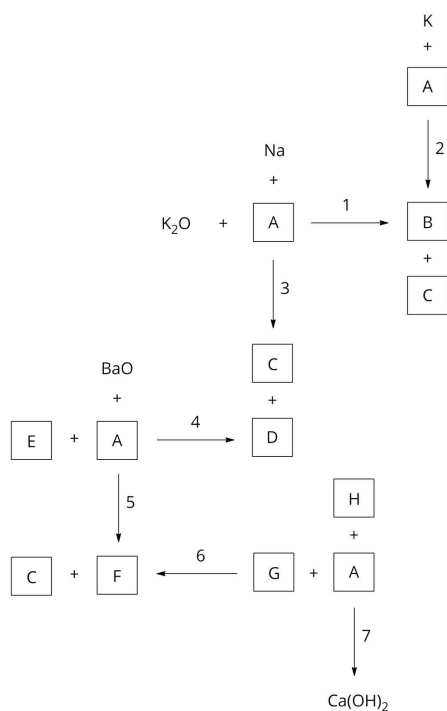 K
+
A
2
Na
+
K₂O + A 1 B
+
C
3
C
BaO
+
+
E + A 4 D
H
+
5
C + F 6 G + A
7
Ca(OH)₂